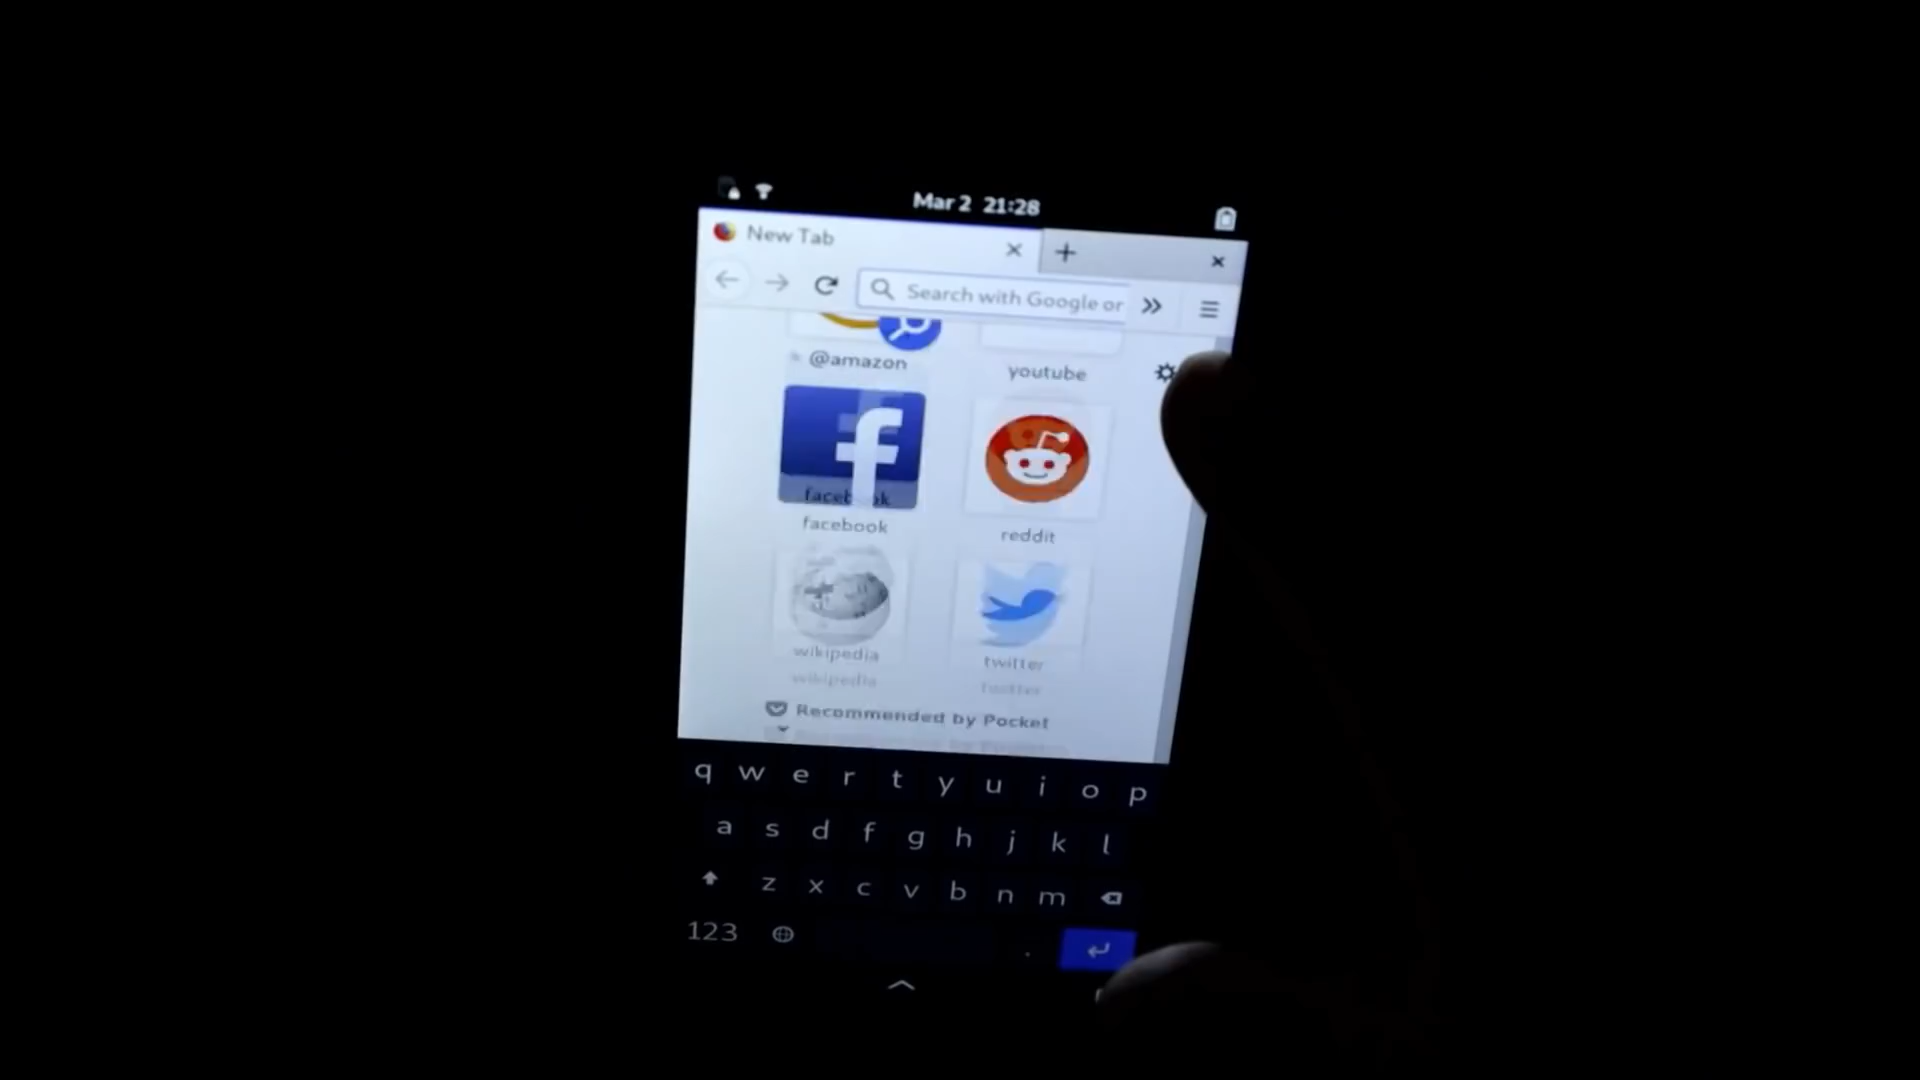 Mar 2 21:28
New Tab
Search with Google or
@amazon
youtube
facebook
facebook
reddit
wikipedia
twitter
wikipedia
twitter
Recommended by Pocket
q w e r t y u i o p
a s d f g h j k l
z x c v b n m
123 .